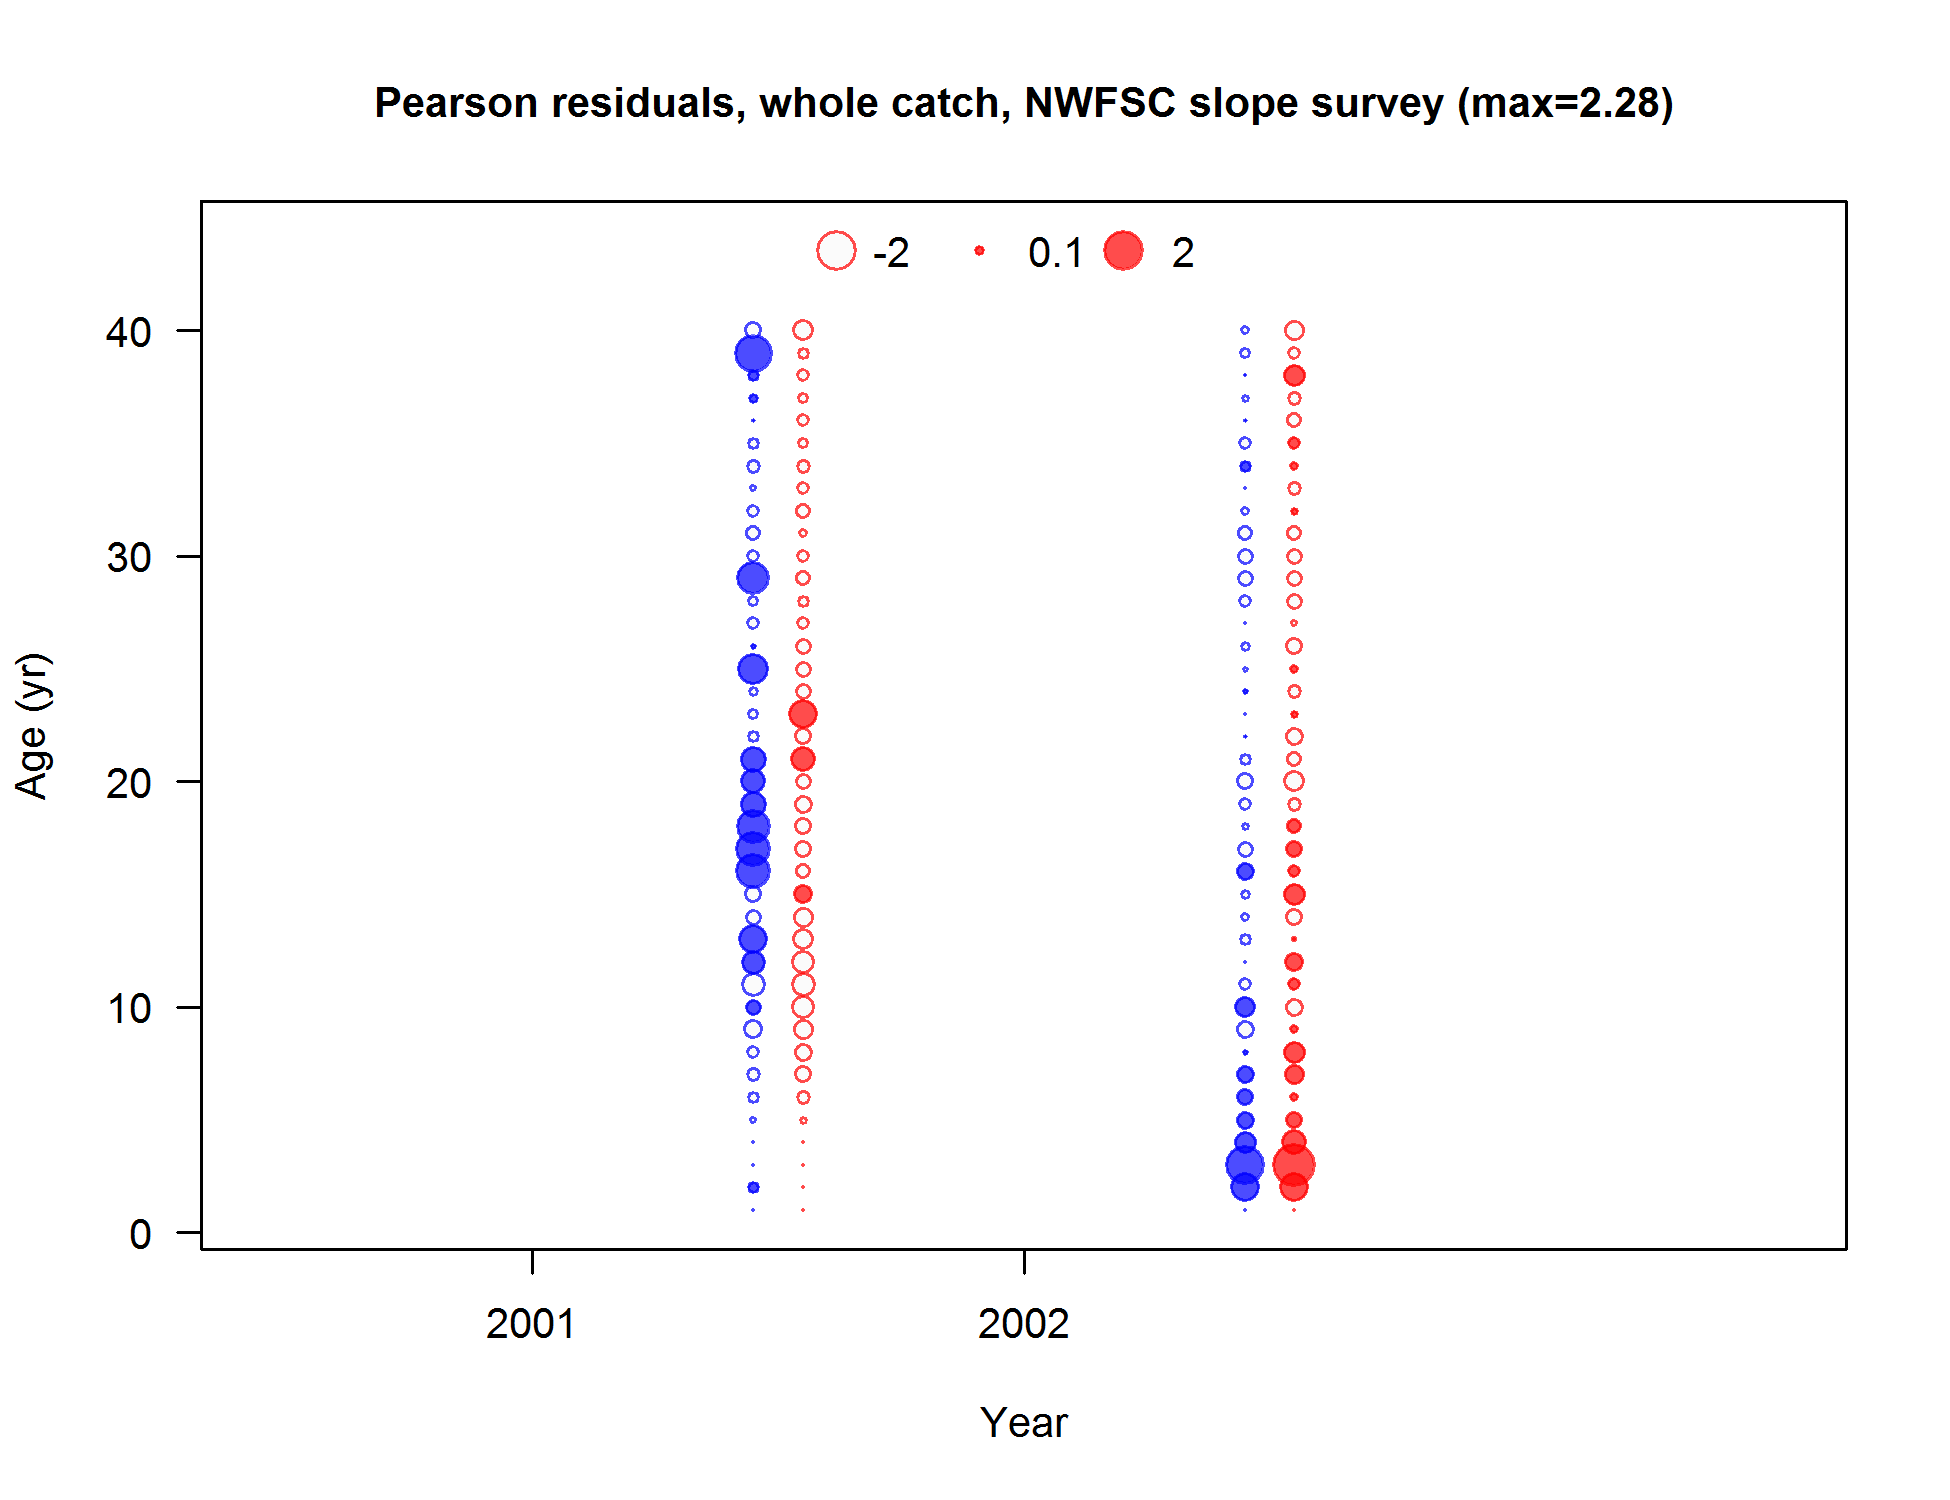 Pearson residuals, whole catch, NWFSC slope survey (max=2.28)
-2 0.1 2
40
30
20
10
0
Age (yr)
2001 2002
Year